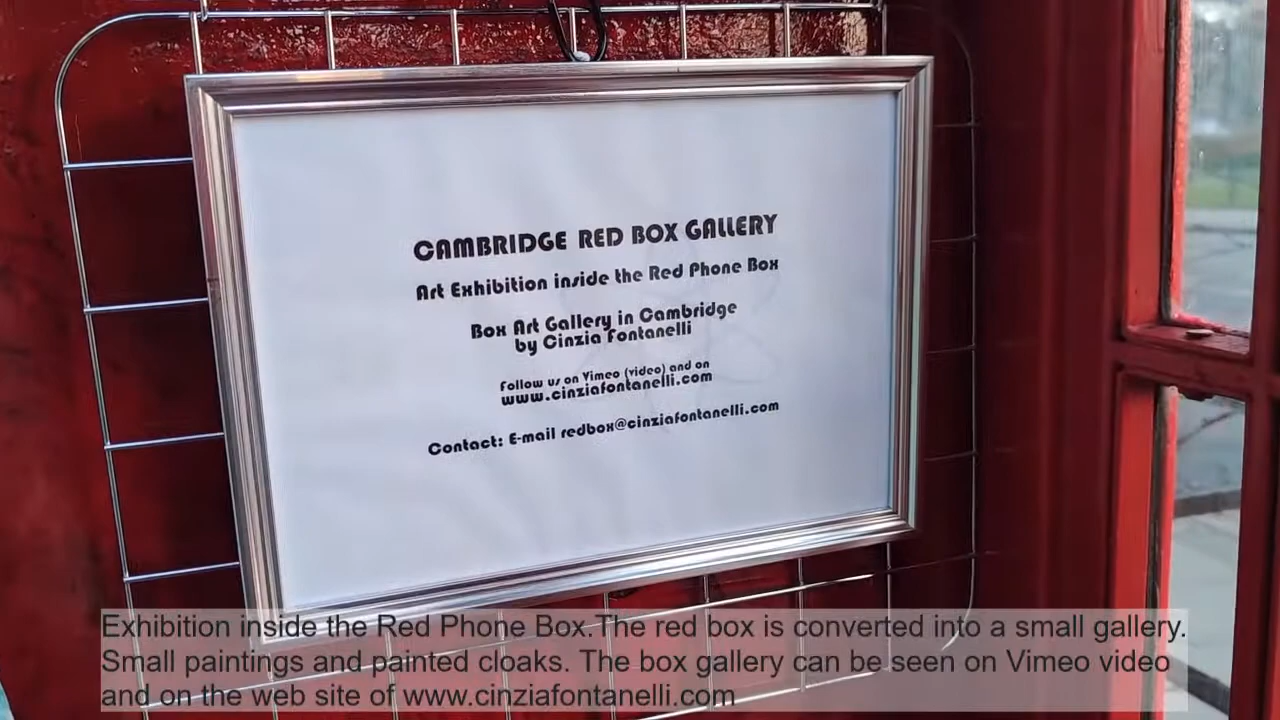 CAMBRIDGE RED BOX GALLERY
Art Exhibition inside the Red Phone Box
Box Art Gallery in Cambridge
by Cinzia Fontanelli
Follow us on Vimeo (video) and on
www.cinziafontanelli.com
Contact: E-mail redbox@cinziafontanelli.com
Exhibition inside the Red Phone Box.The red box is converted into a small gallery.
Small paintings and painted cloaks. The box gallery can be seen on Vimeo video
and on the web site of www.cinziafontanelli.com